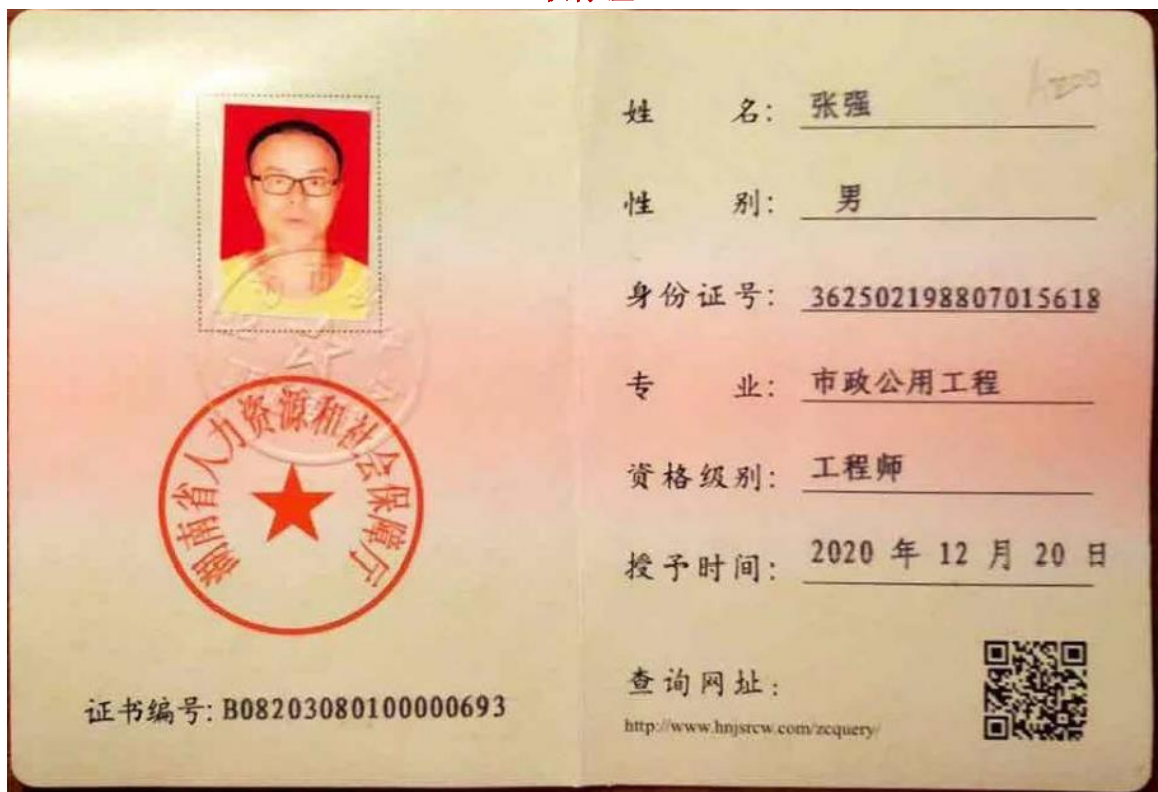 湖南省人力资源和社会保障厅
证书编号: B08203080100000693
姓 名: 张强
性 别: 男
身份证号: 362502198807015618
专 业: 市政公用工程
资格级别: 工程师
授予时间: 2020 年 12 月 20 日
查询网址:
http://www.hnjsrcw.com/zcquery/